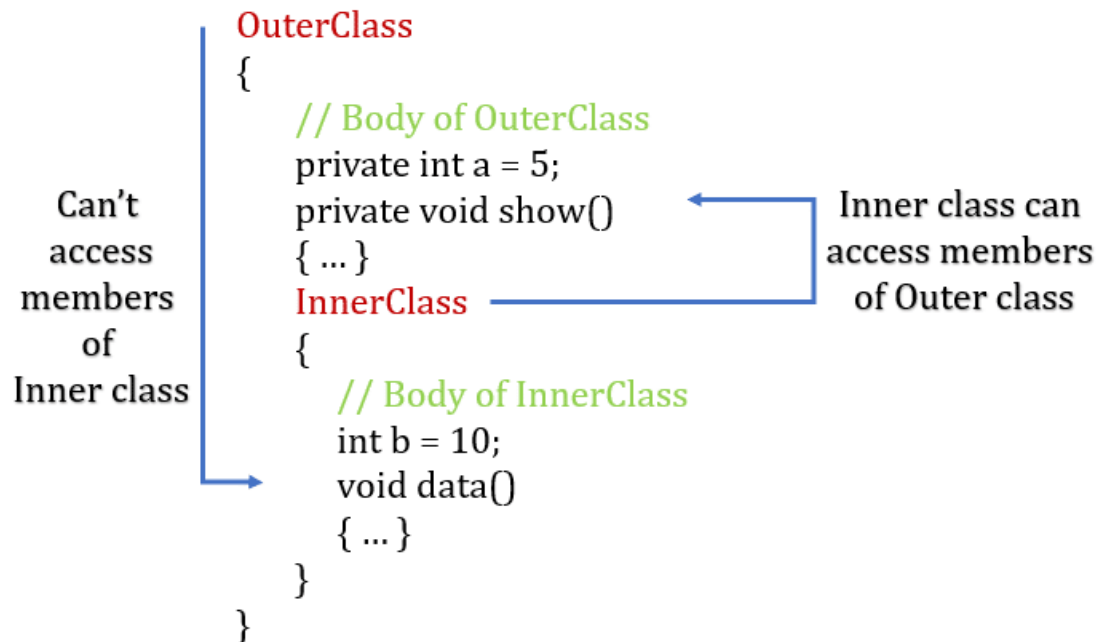 OuterClass
{
// Body of OuterClass
private int a = 5;
private void show()
{ ... }
InnerClass
{
// Body of InnerClass
int b = 10;
void data()
{ ... }
}
}
Can’t
access
members
of
Inner class
Inner class can
access members
of Outer class